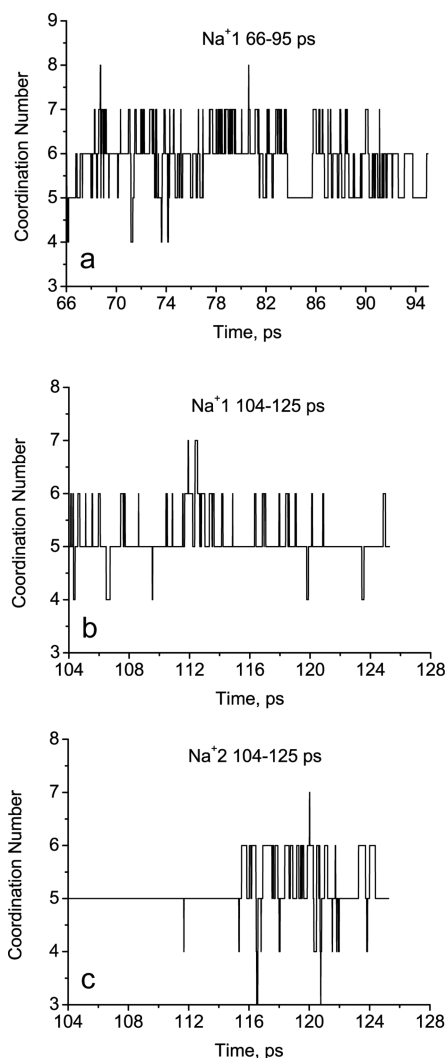 Na+1 66-95 ps
Coordination Number
9
8
7
6
5
4
3
66 70 74 78 82 86 90 94
Time, ps
a
Na+1 104-125 ps
Coordination Number
8
7
6
5
4
3
104 108 112 116 120 124 128
Time, ps
b
Na+2 104-125 ps
Coordination Number
8
7
6
5
4
3
104 108 112 116 120 124 128
Time, ps
c